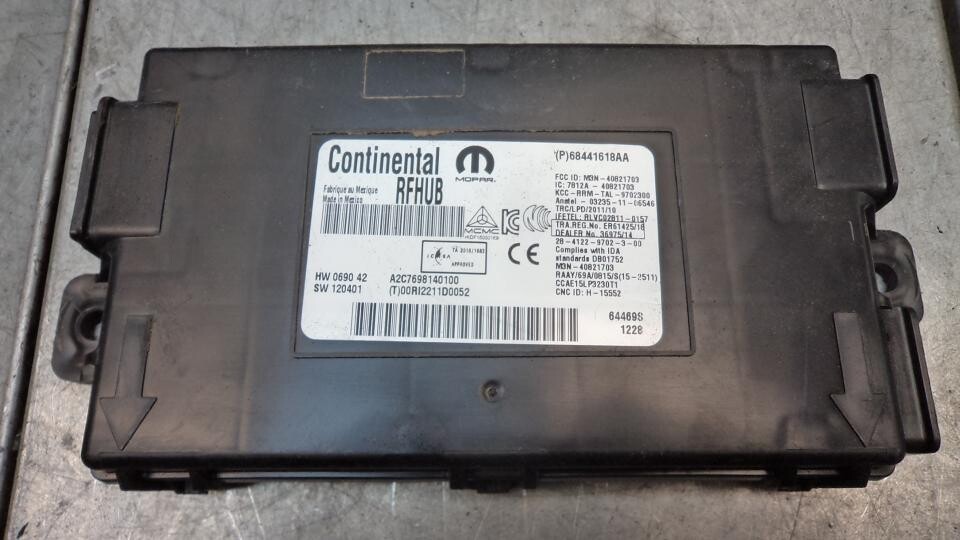 Continental
RFHUB
MOPAR
(P)68441618AA
Fabrique au Mexique
Made in Mexico
MCMC
FCC ID: M3N-40821703
IC: 7812A-40821703
KCC-RRM-TAL-9702300
Anatel-03235-11-06546
TRC/LPD/2011/10
IFETEL: RLVC02811-0157
TRA.REG.No. ER61425/18
DEALER No. 36975/14
28-4122-9702-3-00
Complies with IDA
standards DB01752
M3N-40821703
RAAY/69A/0815/S(15-2511)
CCAE15LP3230T1
CNC ID: H-15552
APPROVED
CE
HW 0690 42
SW 120401
A2C7698140100
(T)00RI2211D0052
64469S
1228